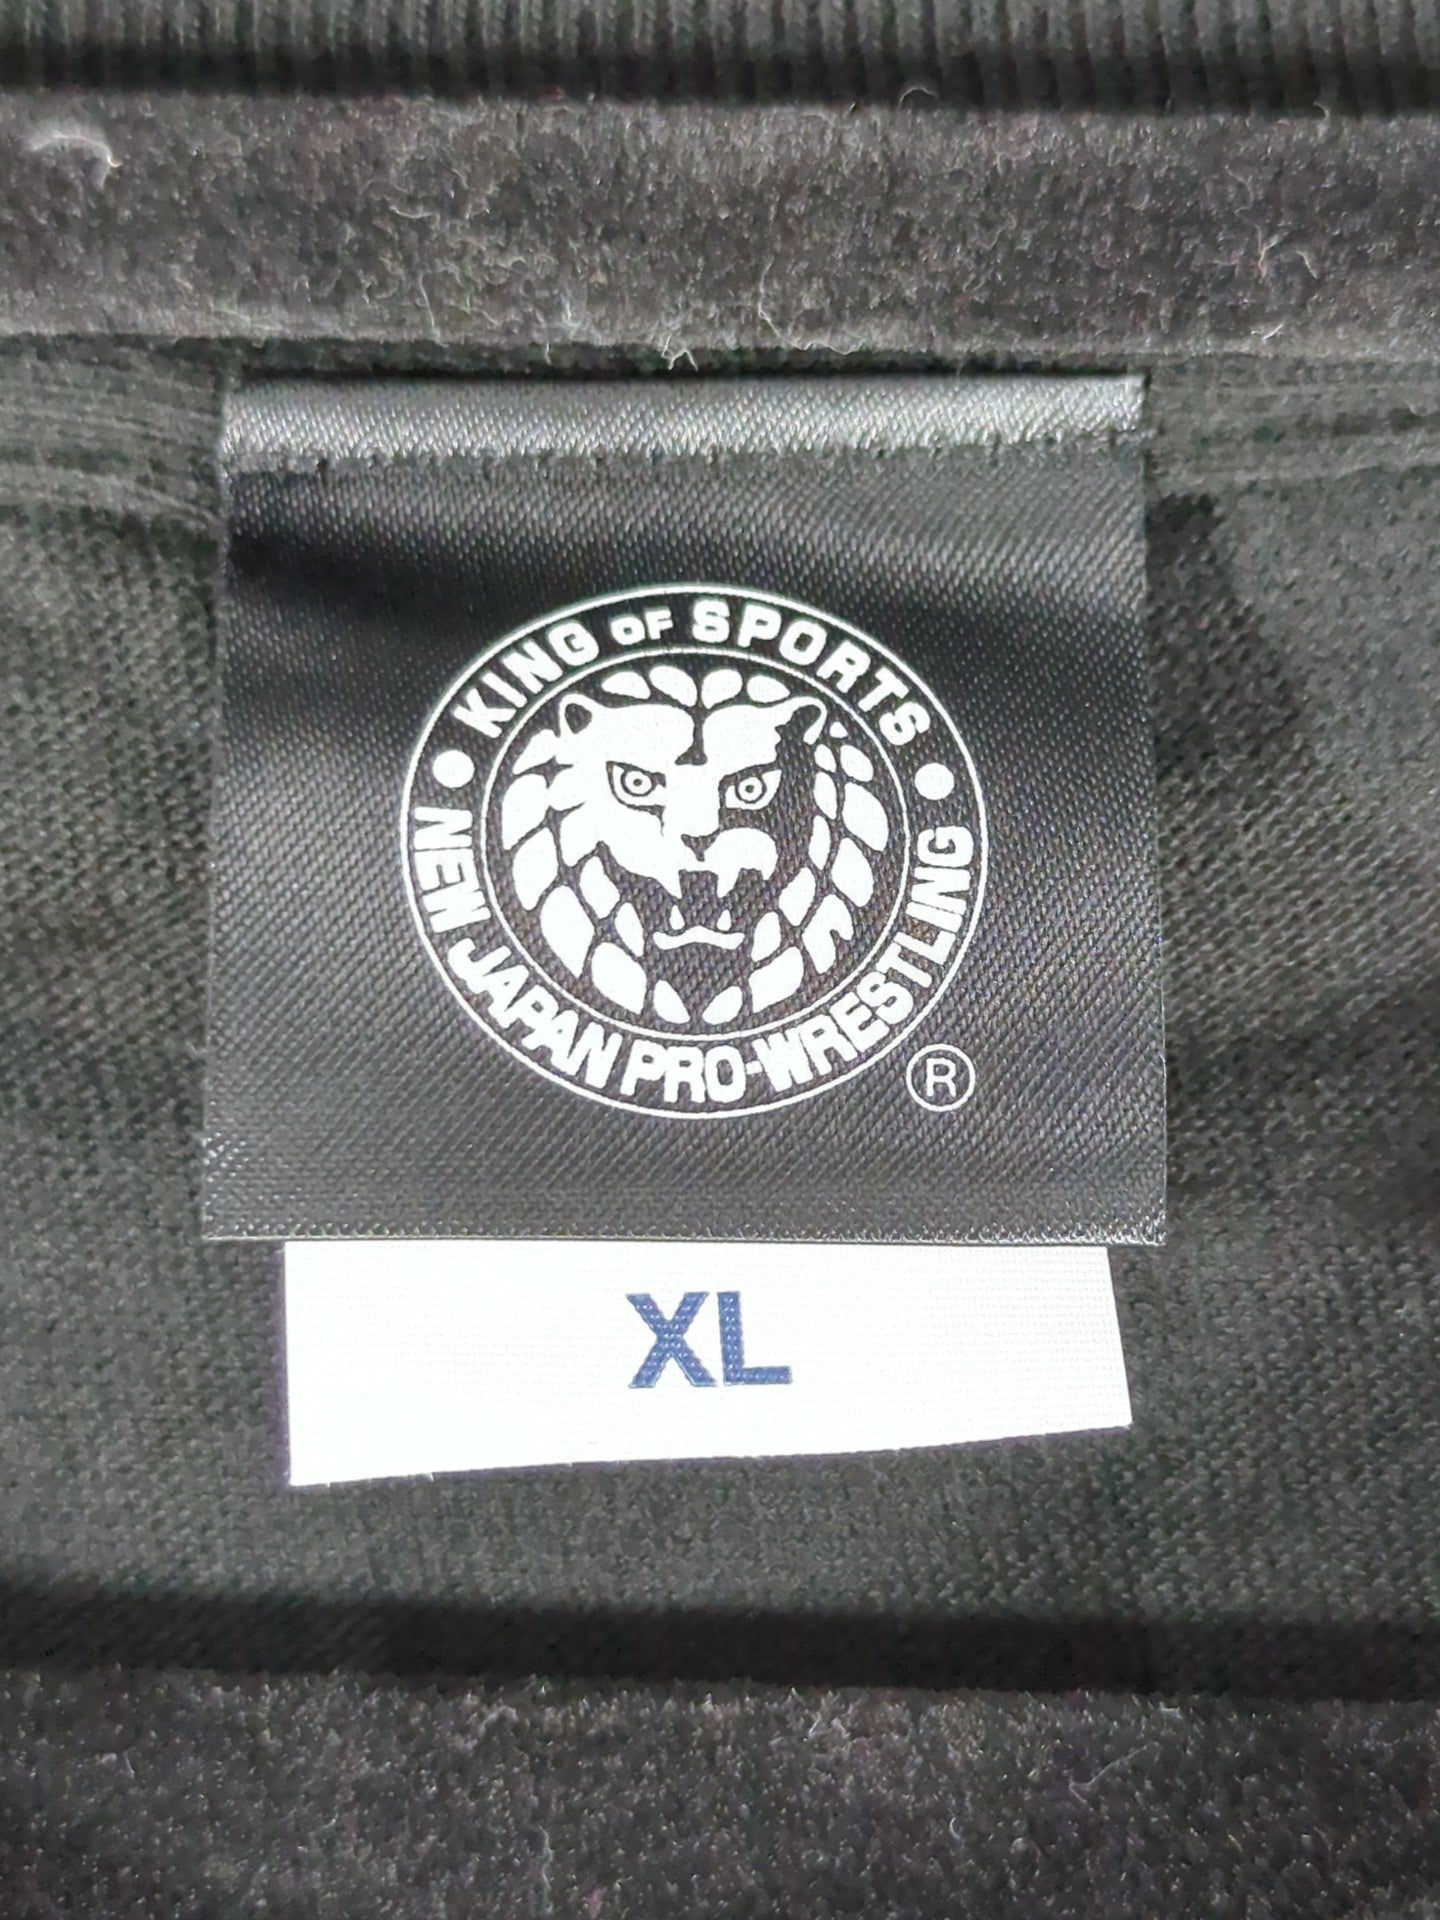 KING OF SPORTS
NEW JAPAN PRO-WRESTLING
®
XL